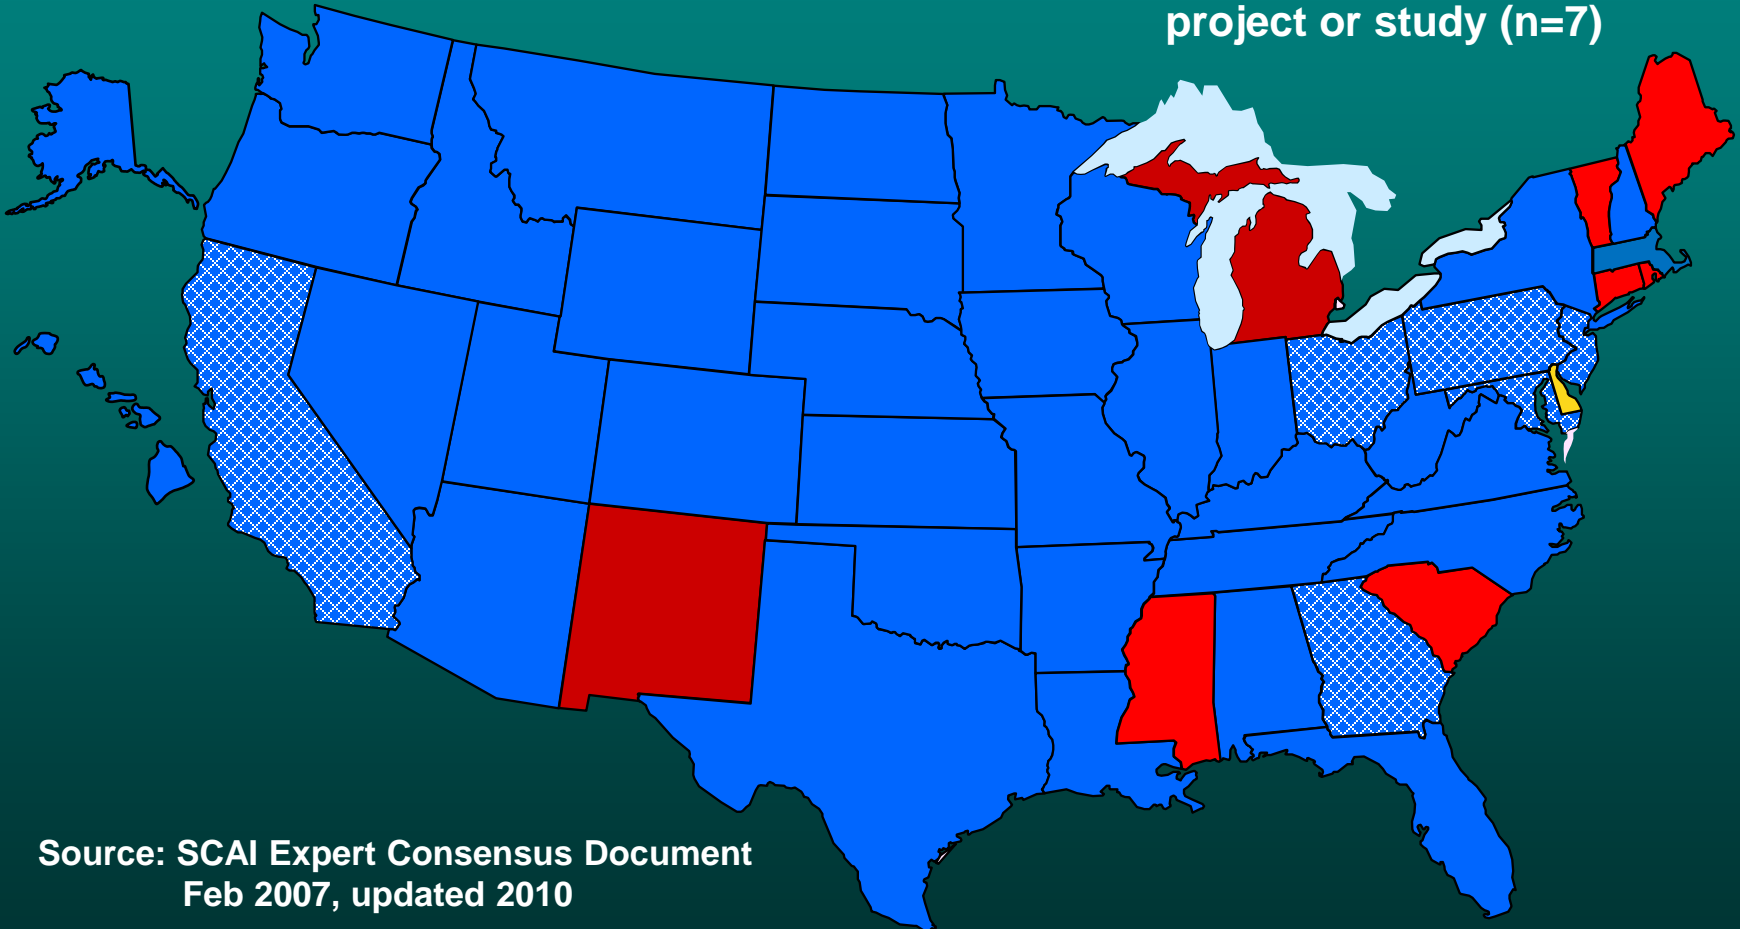 project or study (n=7)
Source: SCAI Expert Consensus Document
Feb 2007, updated 2010